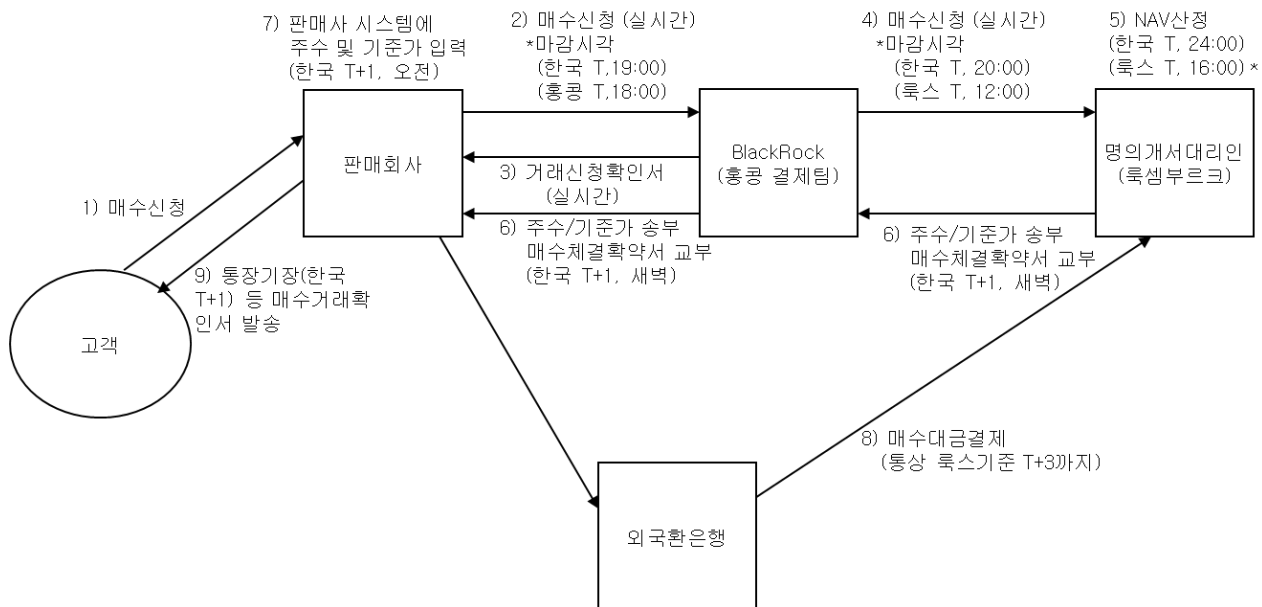 7) 판매사 시스템에
주수 및 기준가 입력
(한국 T+1, 오전)
2) 매수신청 (실시간)
*마감시각
(한국 T,19:00)
(홍콩 T,18:00)
4) 매수신청 (실시간)
*마감시각
(한국 T, 20:00)
(룩스 T, 12:00)
5) NAV산정
(한국 T, 24:00)
(룩스 T, 16:00) *
판매회사
BlackRock
(홍콩 결제팀)
명의개서대리인
(룩셈부르크)
3) 거래신청확인서
(실시간)
1) 매수신청
6) 주수/기준가 송부
매수체결확약서 교부
(한국 T+1, 새벽)
6) 주수/기준가 송부
매수체결확약서 교부
(한국 T+1, 새벽)
9) 통장기장(한국
T+1) 등 매수거래확
인서 발송
고객
8) 매수대금결제
(통상 룩스기준 T+3까지)
외국환은행